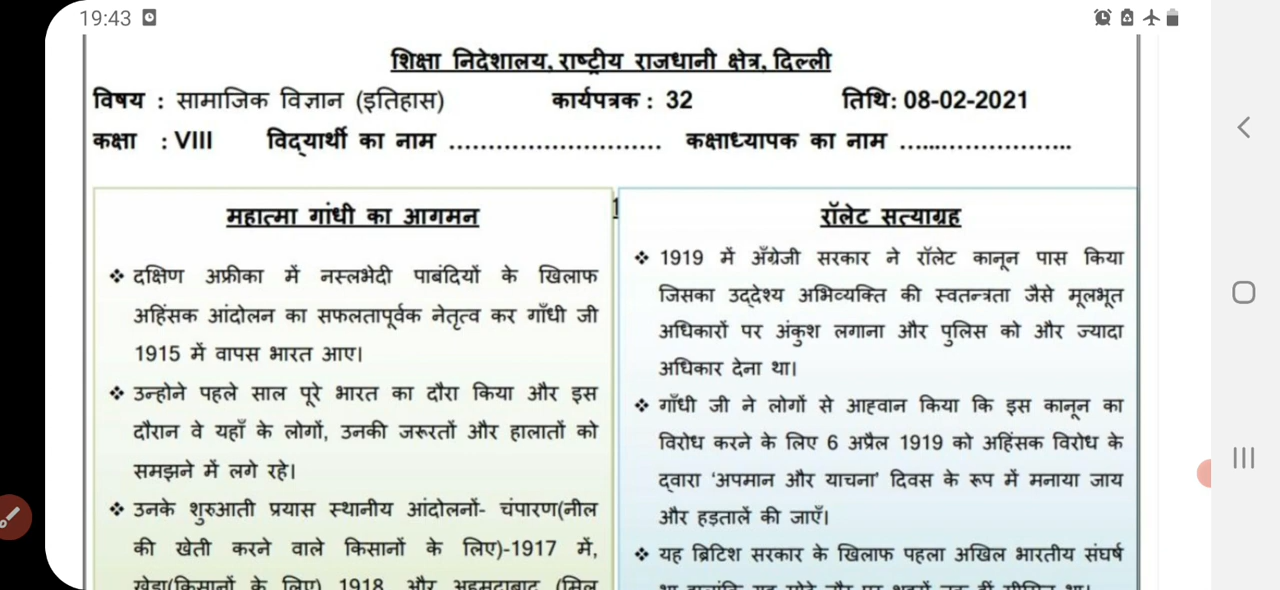 19:43
शिक्षा निदेशालय, राष्ट्रीय राजधानी क्षेत्र, दिल्ली
विषय : सामाजिक विज्ञान (इतिहास) कार्यपत्रक : 32 तिथि: 08-02-2021
कक्षा : VIII विद्यार्थी का नाम ........................... कक्षाध्यापक का नाम ......................
महात्मा गांधी का आगमन
❖ दक्षिण अफ्रीका में नस्लभेदी पाबंदियों के खिलाफ
अहिंसक आंदोलन का सफलतापूर्वक नेतृत्व कर गाँधी जी
1915 में वापस भारत आए।
❖ उन्होने पहले साल पूरे भारत का दौरा किया और इस
दौरान वे यहाँ के लोगों, उनकी जरूरतों और हालातों को
समझने में लगे रहे।
❖ उनके शुरुआती प्रयास स्थानीय आंदोलनों- चंपारण(नील
की खेती करने वाले किसानों के लिए)-1917 में,
खेड़ा(किसानों के लिए) 1918 और अहमदाबाद (मिल
1
रॉलेट सत्याग्रह
❖ 1919 में अँग्रेजी सरकार ने रॉलेट कानून पास किया
जिसका उद्देश्य अभिव्यक्ति की स्वतन्त्रता जैसे मूलभूत
अधिकारों पर अंकुश लगाना और पुलिस को और ज्यादा
अधिकार देना था।
❖ गाँधी जी ने लोगों से आह्वान किया कि इस कानून का
विरोध करने के लिए 6 अप्रैल 1919 को अहिंसक विरोध के
द्वारा 'अपमान और याचना' दिवस के रूप में मनाया जाय
और हड़तालें की जाएँ।
❖ यह ब्रिटिश सरकार के खिलाफ पहला अखिल भारतीय संघर्ष